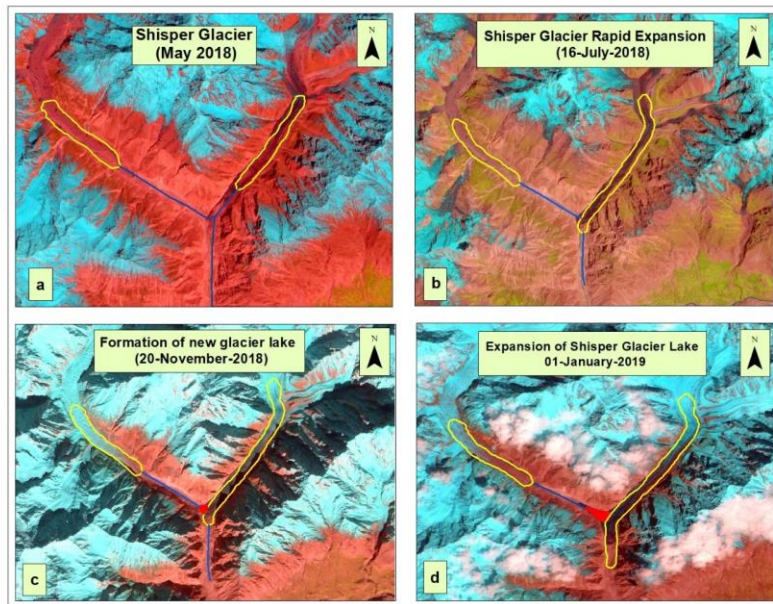 Shisper Glacier
(May 2018)
N
a
Shisper Glacier Rapid Expansion
(16-July-2018)
N
b
Formation of new glacier lake
(20-November-2018)
N
c
Expansion of Shisper Glacier Lake
01-January-2019
N
d